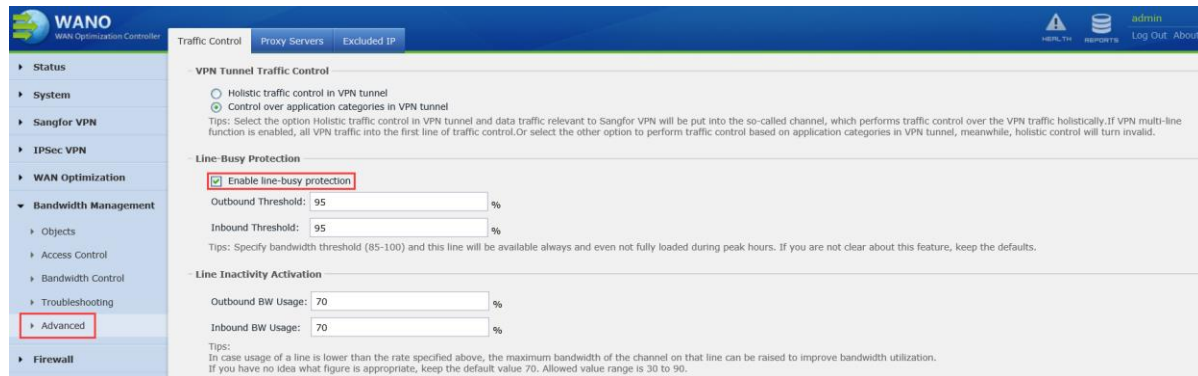 WANO
WAN Optimization Controller
Traffic Control
Proxy Servers
Excluded IP
HEALTH
REPORTS
admin
Log Out About
Status
System
Sangfor VPN
IPSec VPN
WAN Optimization
Bandwidth Management
Objects
Access Control
Bandwidth Control
Troubleshooting
Advanced
Firewall
VPN Tunnel Traffic Control
Holistic traffic control in VPN tunnel
Control over application categories in VPN tunnel
Tips: Select the option Holistic traffic control in VPN tunnel and data traffic relevant to Sangfor VPN will be put into the so-called channel, which performs traffic control over the VPN traffic holistically.If VPN multi-line
function is enabled, all VPN traffic into the first line of traffic control.Or select the other option to perform traffic control based on application categories in VPN tunnel, meanwhile, holistic control will turn invalid.
Line-Busy Protection
Enable line-busy protection
Outbound Threshold: 95 %
Inbound Threshold: 95 %
Tips: Specify bandwidth threshold (85-100) and this line will be available always and even not fully loaded during peak hours. If you are not clear about this feature, keep the defaults.
Line Inactivity Activation
Outbound BW Usage: 70 %
Inbound BW Usage: 70 %
Tips:
In case usage of a line is lower than the rate specified above, the maximum bandwidth of the channel on that line can be raised to improve bandwidth utilization.
If you have no idea what figure is appropriate, keep the default value 70. Allowed value range is 30 to 90.